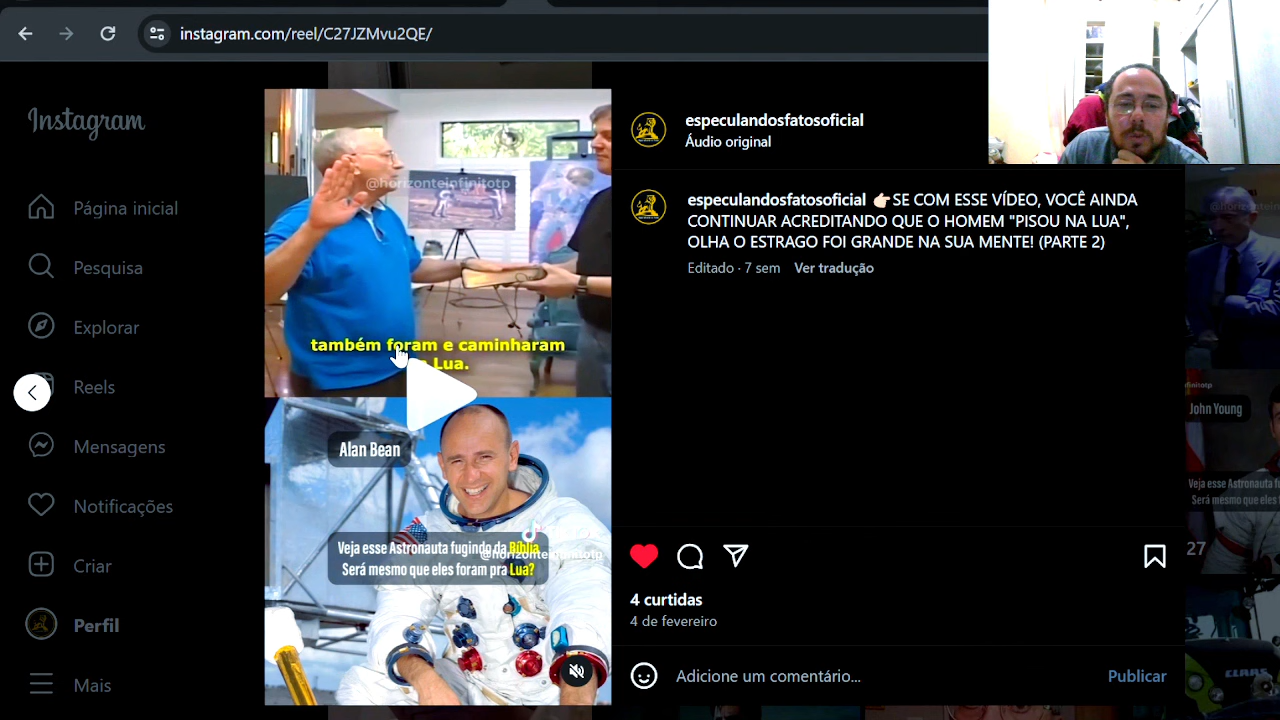 instagram.com/reel/C27JZMvu2QE/
Instagram
Página inicial
Pesquisa
Explorar
Reels
Mensagens
Notificações
Criar
Perfil
Mais
@horizonteinfinitotp
também foram e caminharam
Lua.
Alan Bean
Veja esse Astronauta fugindo da Bíblia
Será mesmo que eles foram pra Lua?
@horizonteinfinitotp
especulandosfatosoficial
Áudio original
especulandosfatosoficial 👉🏻SE COM ESSE VÍDEO, VOCÊ AINDA
CONTINUAR ACREDITANDO QUE O HOMEM "PISOU NA LUA",
OLHA O ESTRAGO FOI GRANDE NA SUA MENTE! (PARTE 2)
Editado · 7 sem Ver tradução
4 curtidas
4 de fevereiro
Adicione um comentário...
Publicar
John Young
Veja esse Astronauta
Será mesmo que eles
27
CLAAS